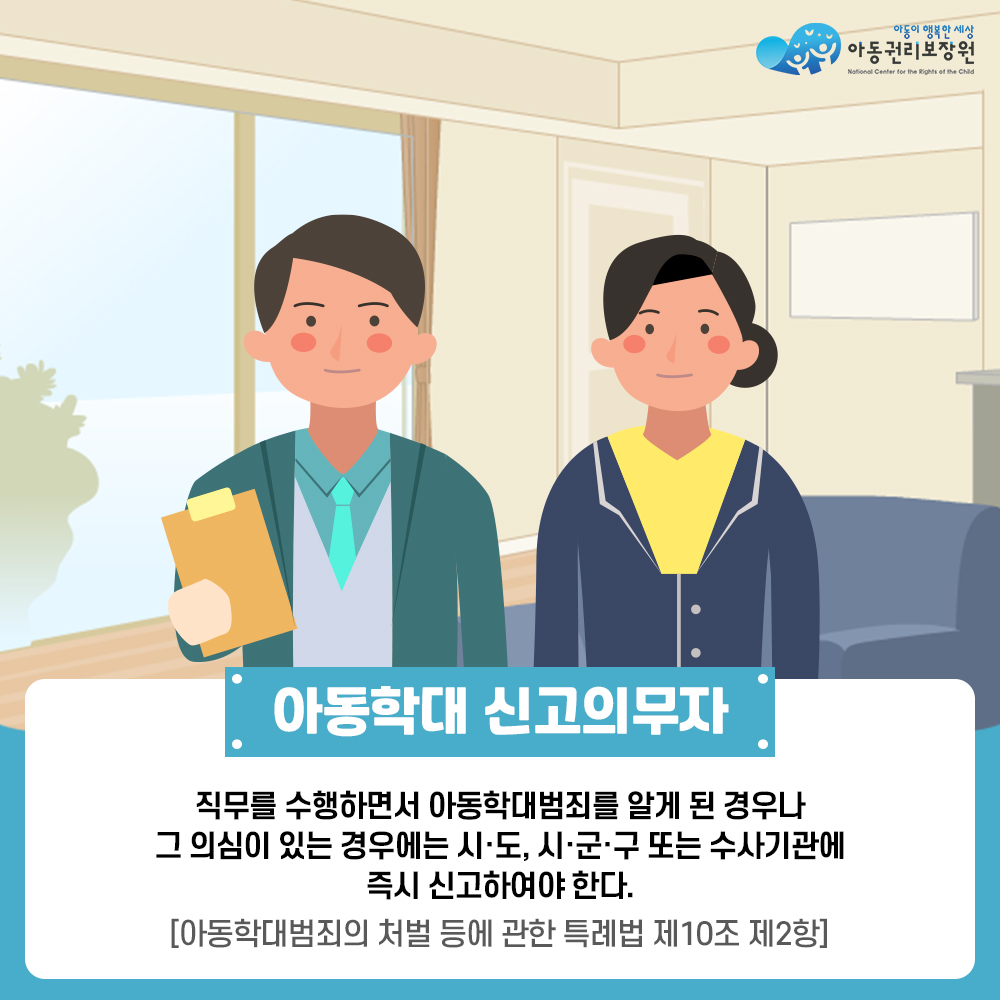 아동이 행복한 세상
아동권리보장원
National Center for the Rights of the Child
아동학대 신고의무자
직무를 수행하면서 아동학대범죄를 알게 된 경우나
그 의심이 있는 경우에는 시·도, 시·군·구 또는 수사기관에
즉시 신고하여야 한다.
[아동학대범죄의 처벌 등에 관한 특례법 제10조 제2항]